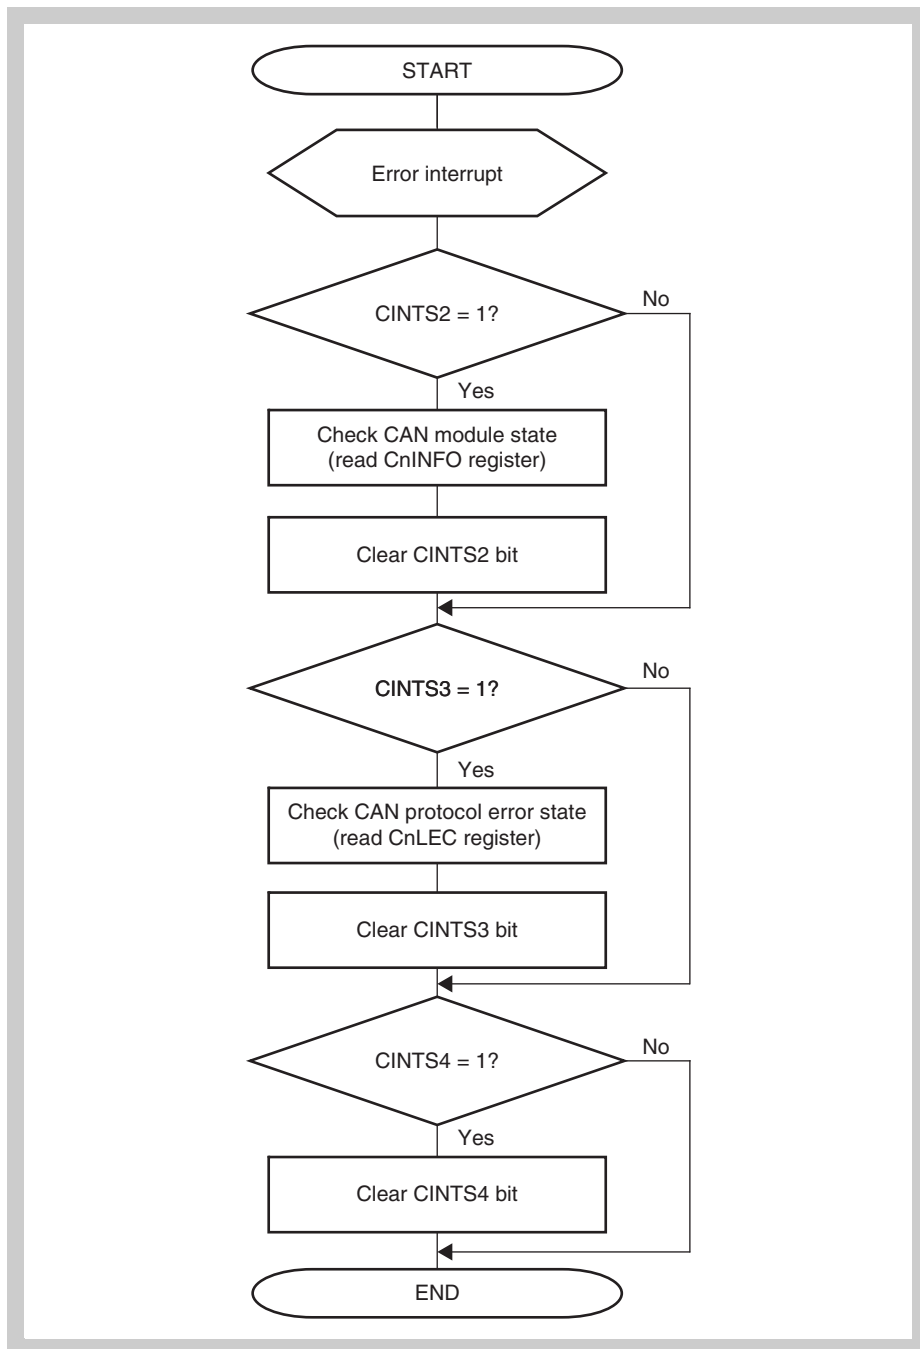 START
Error interrupt
CINTS2 = 1?
No
Yes
Check CAN module state
(read CnINFO register)
Clear CINTS2 bit
CINTS3 = 1?
No
Yes
Check CAN protocol error state
(read CnLEC register)
Clear CINTS3 bit
CINTS4 = 1?
No
Yes
Clear CINTS4 bit
END